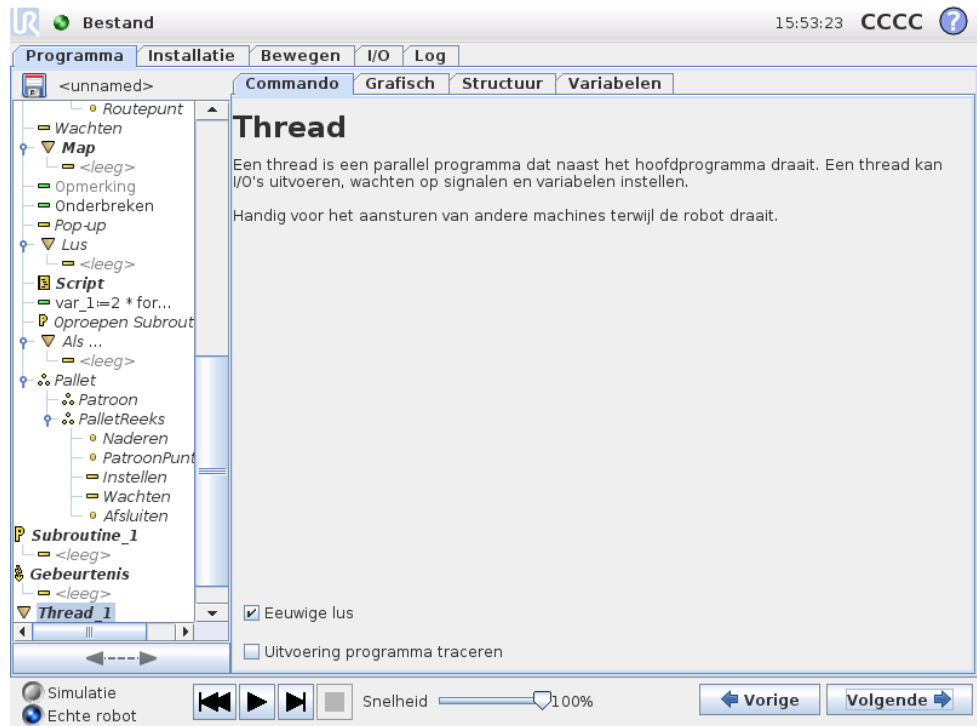 UR Bestand 15:53:23 CCCC ?
Programma Installatie Bewegen I/O Log
<unnamed>
Commando Grafisch Structuur Variabelen
Routepunt
Wachten
Map
<leeg>
Opmerking
Onderbreken
Pop-up
Lus
<leeg>
Script
var_1:=2 * for...
Oproepen Subrout
Als ...
<leeg>
Pallet
Patroon
PalletReeks
Naderen
PatroonPunt
Instellen
Wachten
Afsluiten
P Subroutine_1
<leeg>
Gebeurtenis
<leeg>
Thread_1
Thread
Een thread is een parallel programma dat naast het hoofdprogramma draait. Een thread kan
I/O's uitvoeren, wachten op signalen en variabelen instellen.
Handig voor het aansturen van andere machines terwijl de robot draait.
Eeuwige lus
Uitvoering programma traceren
Simulatie
Echte robot
Snelheid 100%
Vorige Volgende